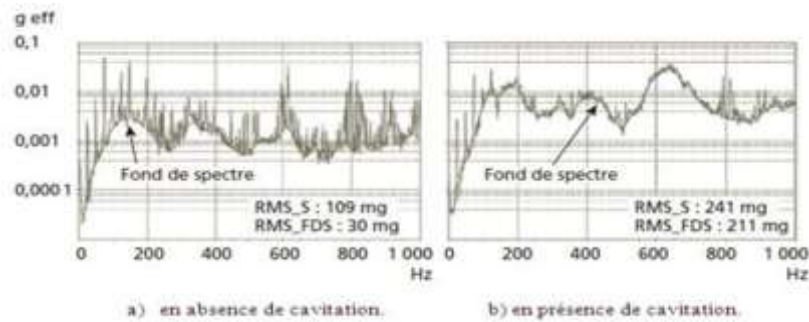 g eff
0,1
0,01
0,001
0,0001
Fond de spectre
RMS_S : 109 mg
RMS_FDS : 30 mg
0 200 400 600 800 1 000
Hz
a) en absence de cavitation.
Fond de spectre
RMS_S : 241 mg
RMS_FDS : 211 mg
0 200 400 600 800 1 000
Hz
b) en présence de cavitation.